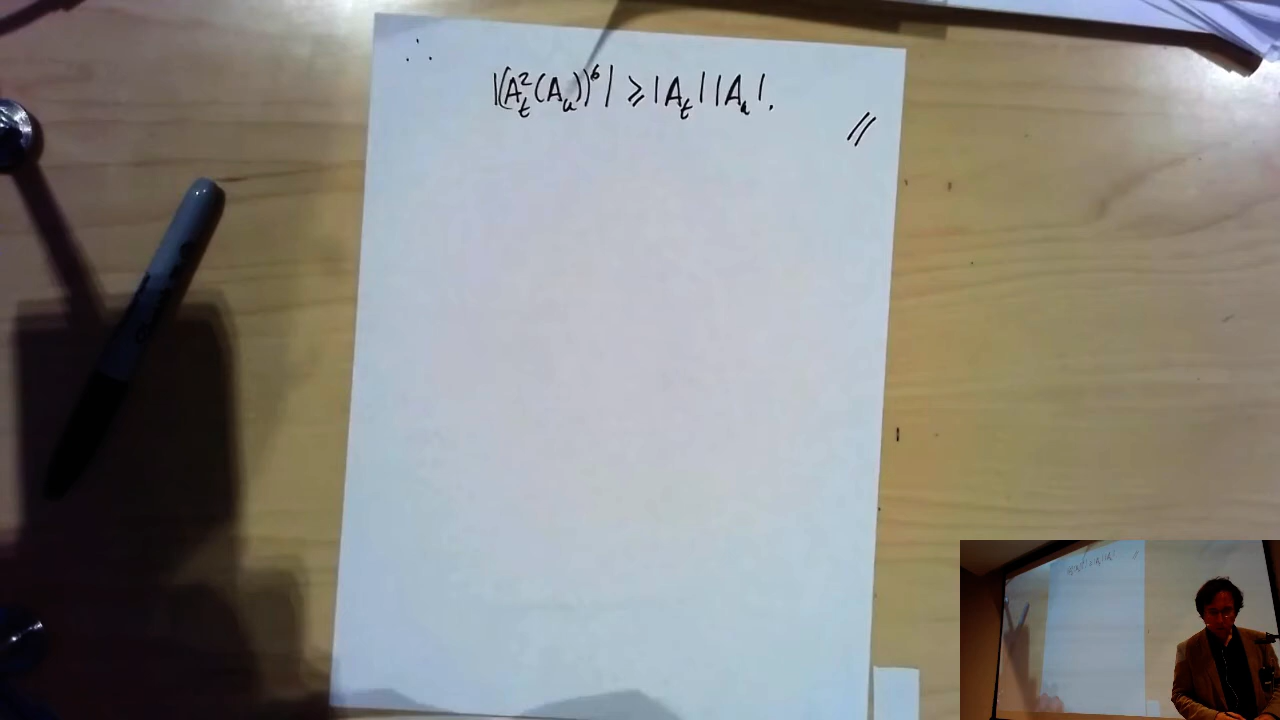 ∴ |(A_t^2(A_u))^6| ⩾ |A_t||A_u|.
//